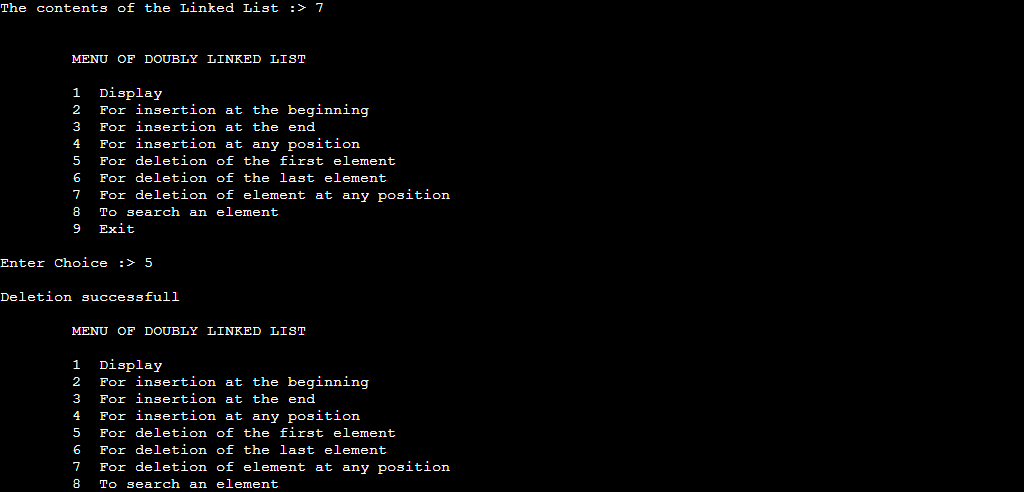 The contents of the Linked List :> 7
MENU OF DOUBLY LINKED LIST
1 Display
2 For insertion at the beginning
3 For insertion at the end
4 For insertion at any position
5 For deletion of the first element
6 For deletion of the last element
7 For deletion of element at any position
8 To search an element
9 Exit
Enter Choice :> 5
Deletion successfull
MENU OF DOUBLY LINKED LIST
1 Display
2 For insertion at the beginning
3 For insertion at the end
4 For insertion at any position
5 For deletion of the first element
6 For deletion of the last element
7 For deletion of element at any position
8 To search an element